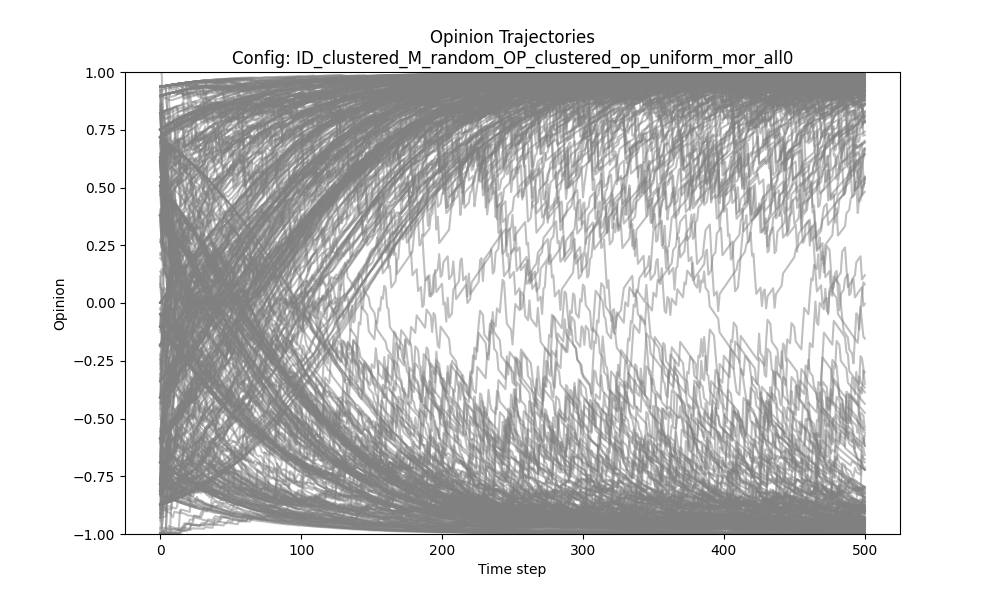 Opinion Trajectories
Config: ID_clustered_M_random_OP_clustered_op_uniform_mor_all0
1.00
0.75
0.50
0.25
0.00
−0.25
−0.50
−0.75
−1.00
Opinion
0 100 200 300 400 500
Time step